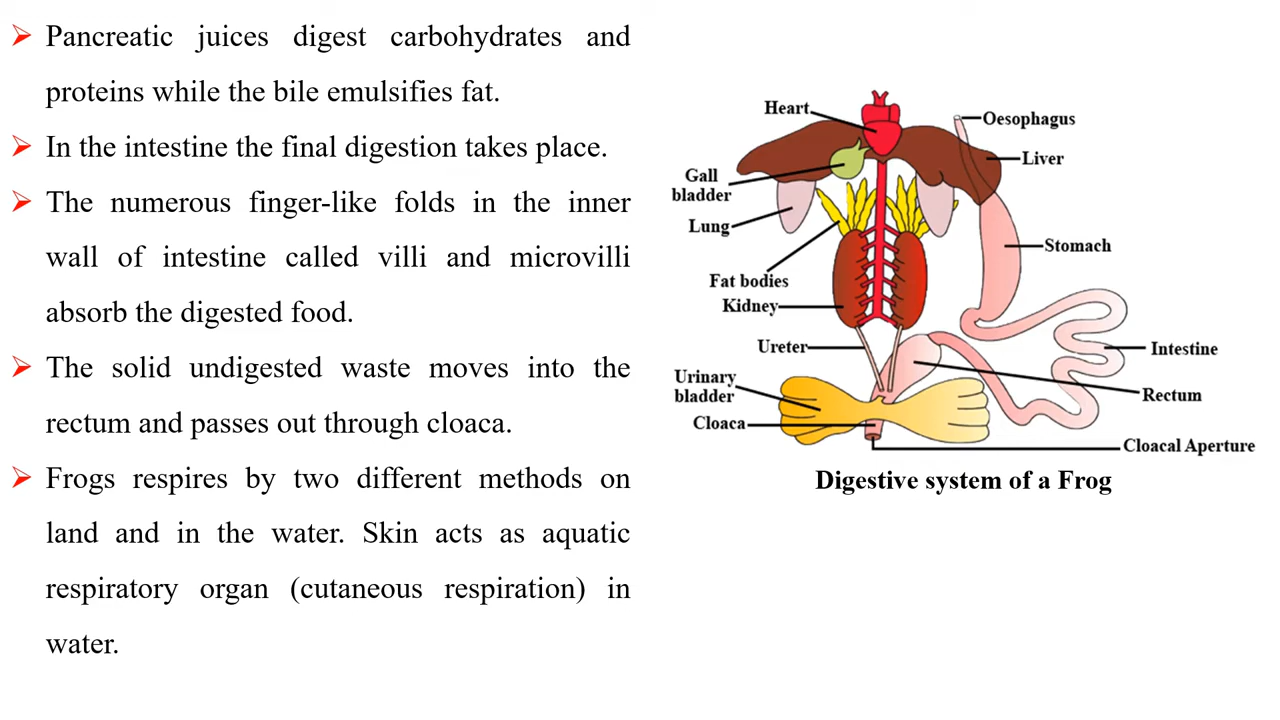 Pancreatic juices digest carbohydrates and
proteins while the bile emulsifies fat.
In the intestine the final digestion takes place.
The numerous finger-like folds in the inner
wall of intestine called villi and microvilli
absorb the digested food.
The solid undigested waste moves into the
rectum and passes out through cloaca.
Frogs respires by two different methods on
land and in the water. Skin acts as aquatic
respiratory organ (cutaneous respiration) in
water.
Heart
Oesophagus
Liver
Gall
bladder
Lung
Stomach
Fat bodies
Kidney
Ureter
Intestine
Urinary
bladder
Rectum
Cloaca
Cloacal Aperture
Digestive system of a Frog